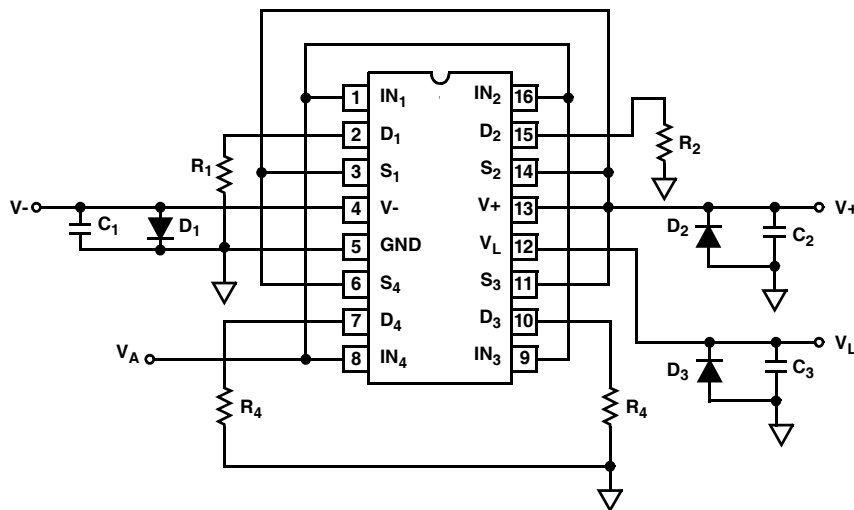 1 IN1 IN2 16
2 D1 D2 15
R1 R2
3 S1 S2 14
V- 4 V- V+ 13 V+
C1 D1 D2 C2
5 GND VL 12
6 S4 S3 11
7 D4 D3 10
VL
VA 8 IN4 IN3 9
D3 C3
R4 R4